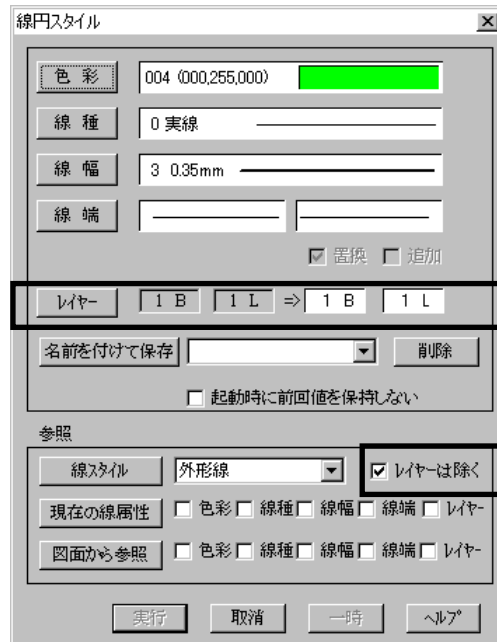 線円スタイル
色 彩 004 (000,255,000)
線 種 0 実線
線 幅 3 0.35mm
線 端
置換 追加
レイヤー 1 B 1 L => 1 B 1 L
名前を付けて保存 削除
起動時に前回値を保持しない
参照
線スタイル 外形線 レイヤーは除く
現在の線属性 色彩 線種 線幅 線端 レイヤー
図面から参照 色彩 線種 線幅 線端 レイヤー
実行 取消 一時 ヘルプ